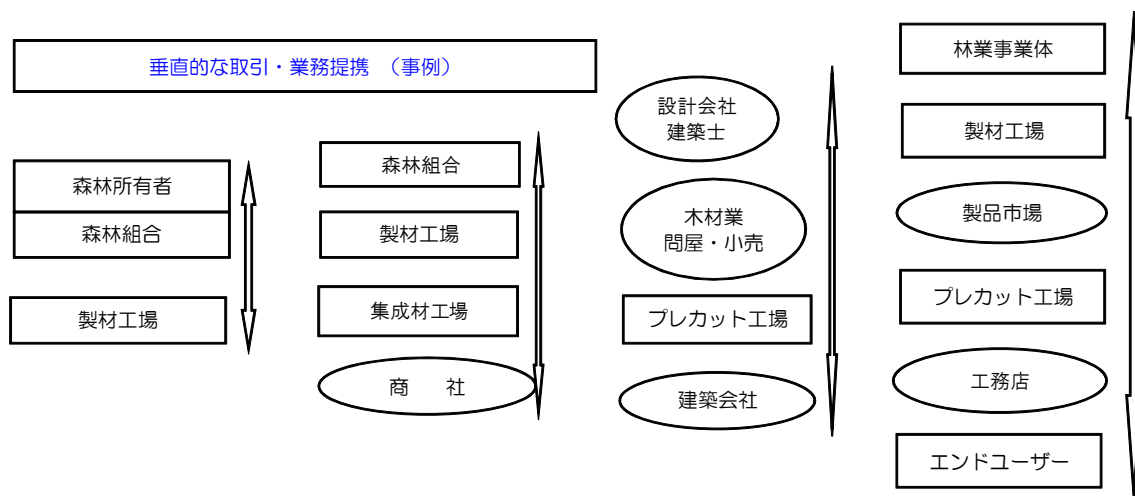 垂直的な取引・業務提携 (事例)
森林所有者
森林組合
製材工場
森林組合
製材工場
集成材工場
商 社
設計会社
建築士
木材業
問屋・小売
プレカット工場
建築会社
林業事業体
製材工場
製品市場
プレカット工場
工務店
エンドユーザー